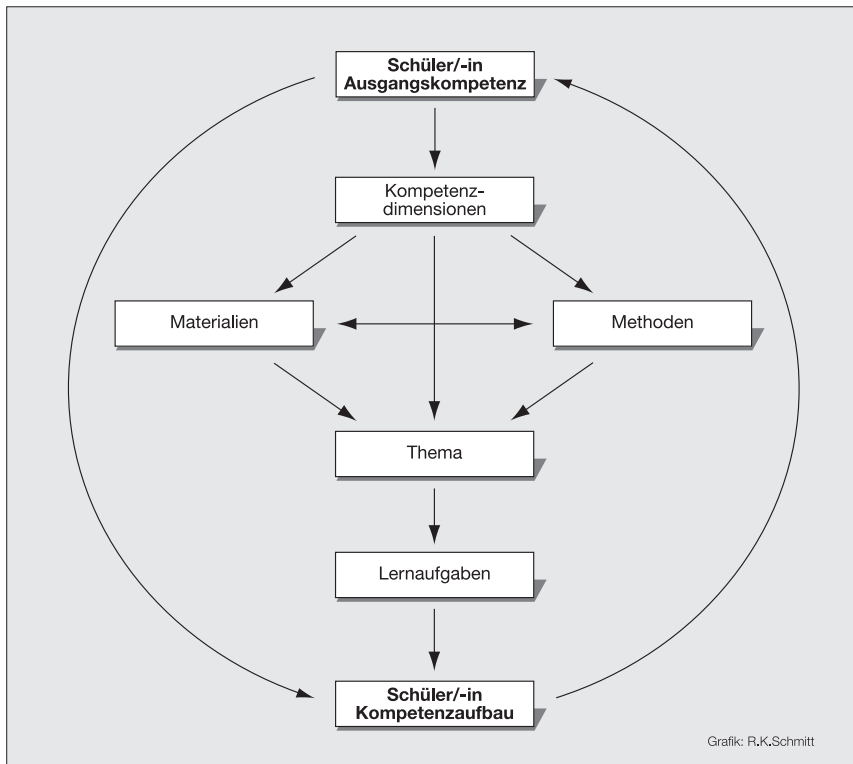 Schüler/-in
Ausgangskompetenz
Kompetenz-
dimensionen
Materialien
Methoden
Thema
Lernaufgaben
Schüler/-in
Kompetenzaufbau
Grafik: R.K.Schmitt